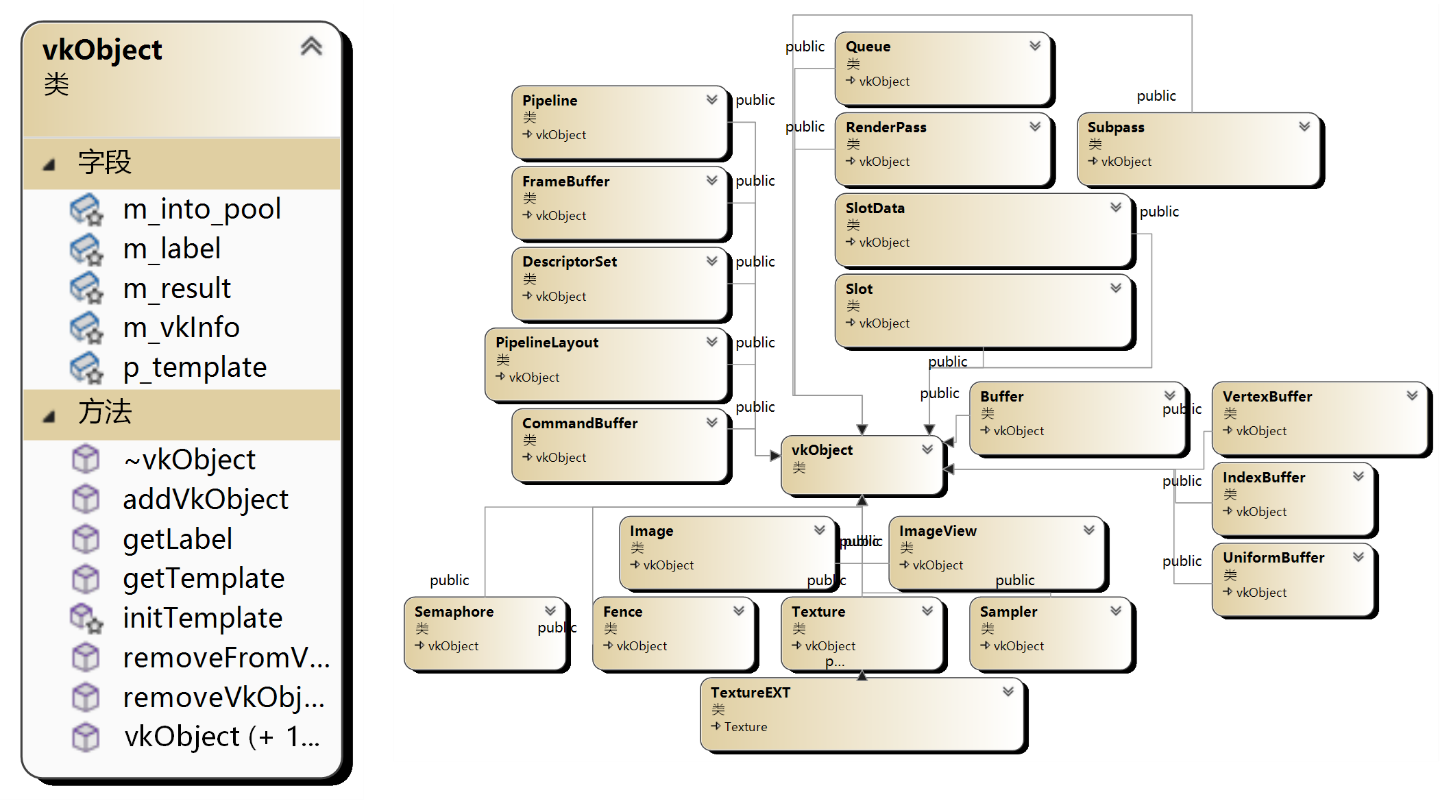 vkObject
类
字段
m_into_pool
m_label
m_result
m_vkInfo
p_template
方法
~vkObject
addVkObject
getLabel
getTemplate
initTemplate
removeFromV...
removeVkObj...
vkObject (+ 1...
public
Queue
类
vkObject
Pipeline
类
vkObject
public
public
Subpass
类
vkObject
public
RenderPass
类
vkObject
FrameBuffer
类
vkObject
public
SlotData
类
vkObject
public
DescriptorSet
类
vkObject
public
Slot
类
vkObject
public
PipelineLayout
类
vkObject
public
public
Buffer
类
vkObject
public
VertexBuffer
类
vkObject
CommandBuffer
类
vkObject
public
vkObject
类
public
IndexBuffer
类
vkObject
Image
类
vkObject
public
public
ImageView
类
vkObject
public
UniformBuffer
类
vkObject
public
Semaphore
类
vkObject
public
Fence
类
vkObject
public
Texture
类
vkObject
p...
public
Sampler
类
vkObject
TextureEXT
类
Texture